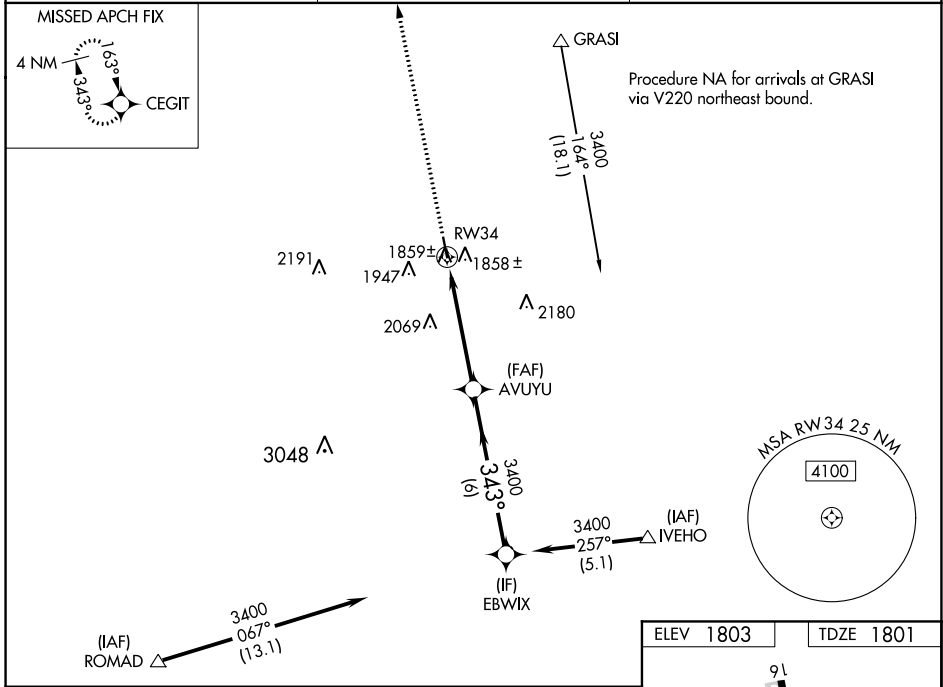 MISSED APCH FIX
4 NM
163°
343°
CEGIT
GRASI
Procedure NA for arrivals at GRASI
via V220 northeast bound.
3400
164°
(18.1)
RW34
1859±
1858±
2191
1947
2180
2069
(FAF)
AVUYU
3048
3400
343°
(6)
MSA RW34 25 NM
4100
(IAF)
IVEHO
3400
257°
(5.1)
(IF)
EBWIX
3400
067°
(13.1)
(IAF)
ROMAD
ELEV 1803
TDZE 1801
16